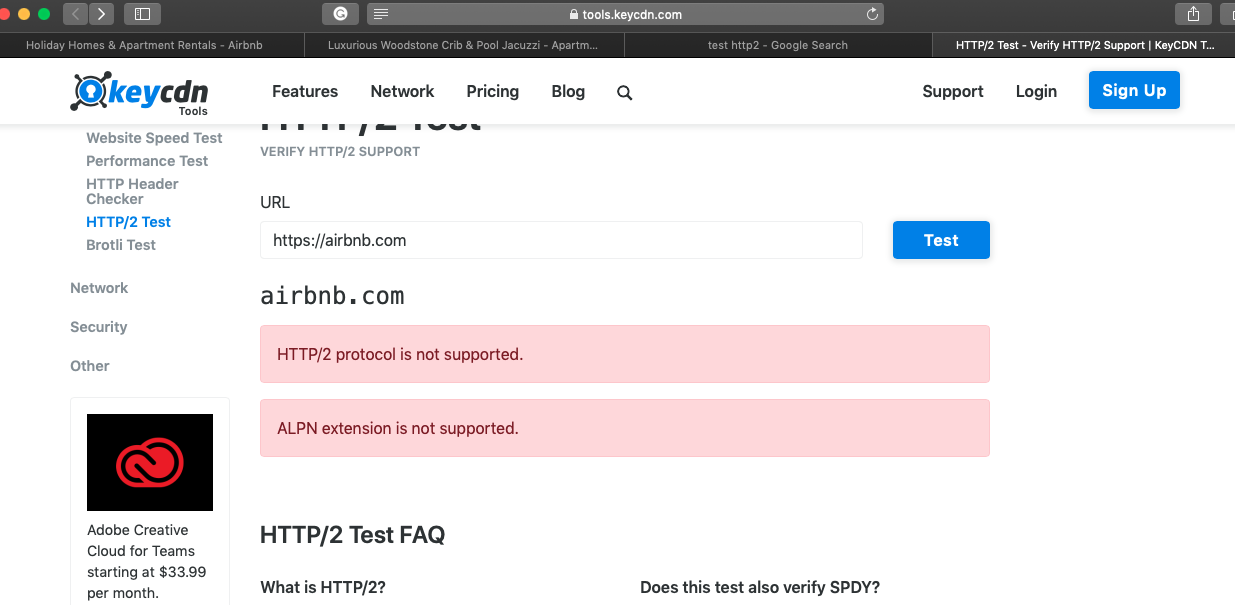 tools.keycdn.com
Holiday Homes & Apartment Rentals - Airbnb
Luxurious Woodstone Crib & Pool Jacuzzi - Apartm...
test http2 - Google Search
HTTP/2 Test - Verify HTTP/2 Support | KeyCDN T...
keycdn
Tools
Features
Network
Pricing
Blog
Support
Login
Sign Up
Website Speed Test
Performance Test
HTTP Header
Checker
HTTP/2 Test
Brotli Test
Network
Security
Other
Adobe Creative
Cloud for Teams
starting at $33.99
per month.
HTTP/2 Test
VERIFY HTTP/2 SUPPORT
URL
https://airbnb.com
Test
airbnb.com
HTTP/2 protocol is not supported.
ALPN extension is not supported.
HTTP/2 Test FAQ
What is HTTP/2?
Does this test also verify SPDY?